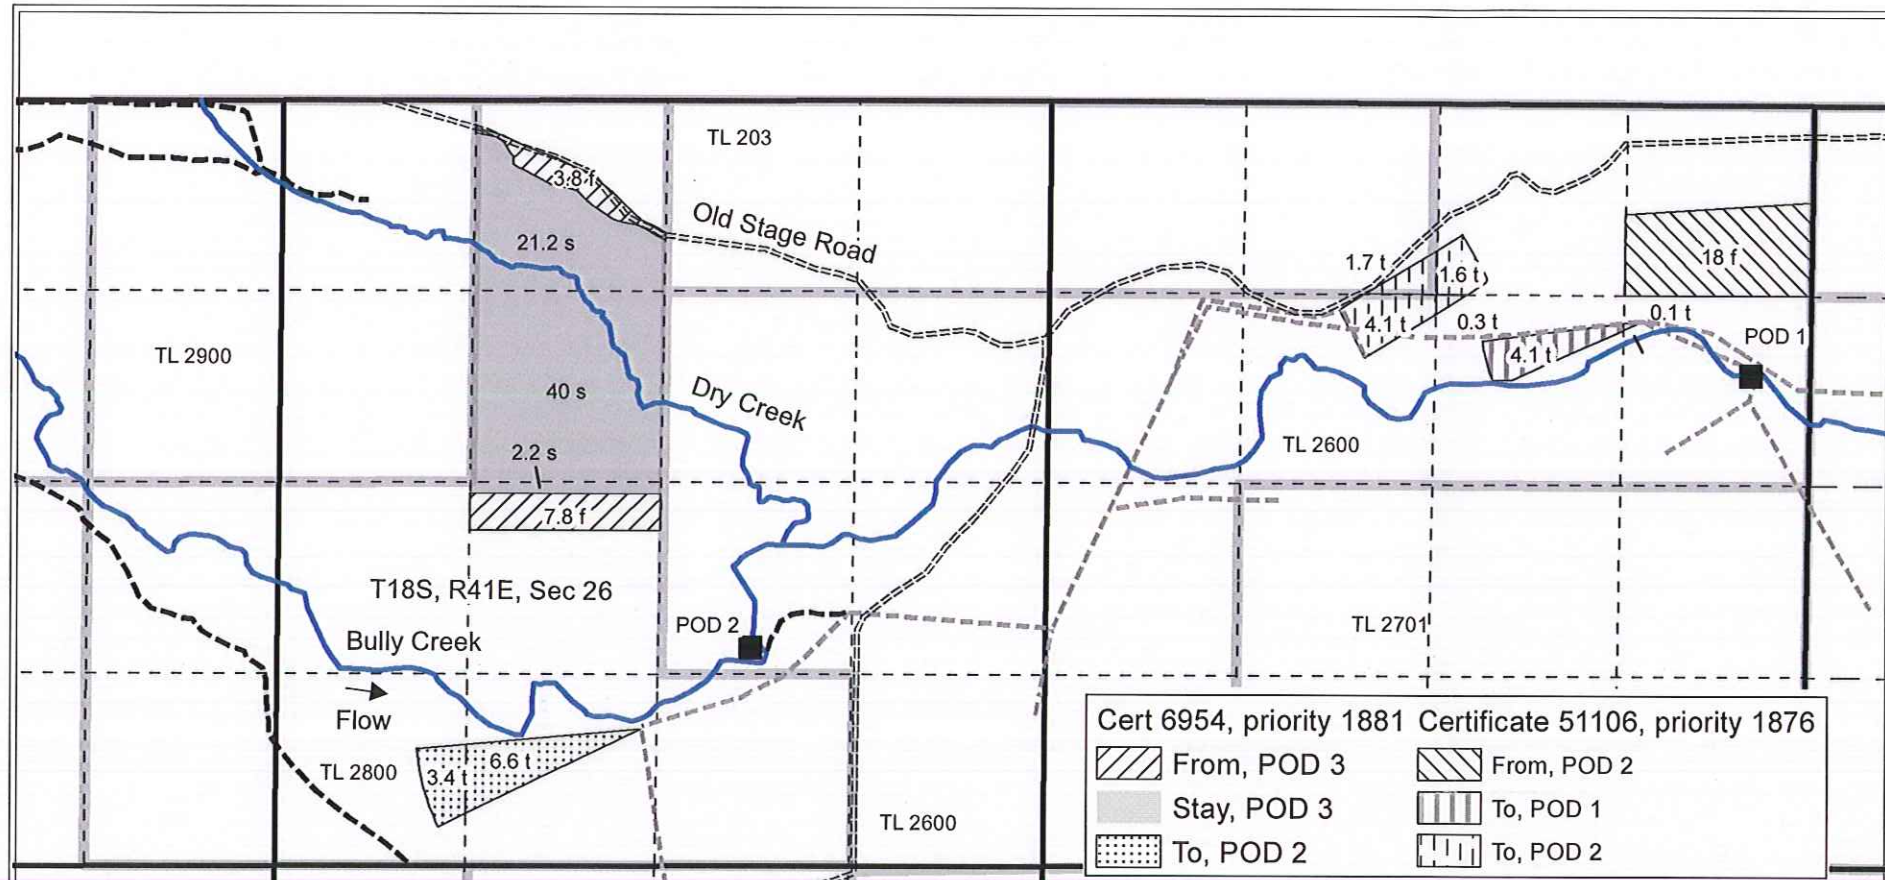 TL 203
3.8 f
Old Stage Road
21.2 s
1.7 t
1.6 t
18 f
4.1 t
0.3 t
0.1 t
POD 1
4.1 t
TL 2900
40 s
Dry Creek
2.2 s
TL 2600
7.8 f
T18S, R41E, Sec 26
POD 2
TL 2701
Bully Creek
Flow
TL 2800
3.4 t
6.6 t
TL 2600
Cert 6954, priority 1881
From, POD 3
Stay, POD 3
To, POD 2
Certificate 51106, priority 1876
From, POD 2
To, POD 1
To, POD 2